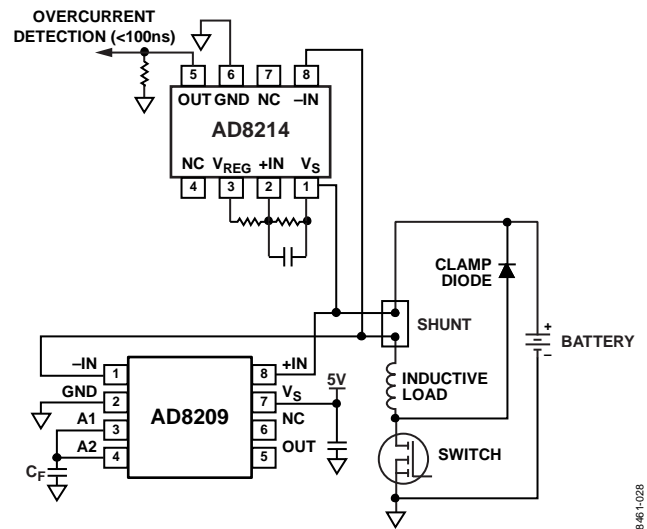 OVERCURRENT
DETECTION (<100ns)
5 6 7 8
OUT GND NC –IN
AD8214
NC VREG +IN VS
4 3 2 1
CLAMP
DIODE
SHUNT
+
–
BATTERY
INDUCTIVE
LOAD
SWITCH
–IN 1
GND 2
A1 3
A2 4
AD8209
8 +IN
7 VS
6 NC
5 OUT
5V
CF
8461-028